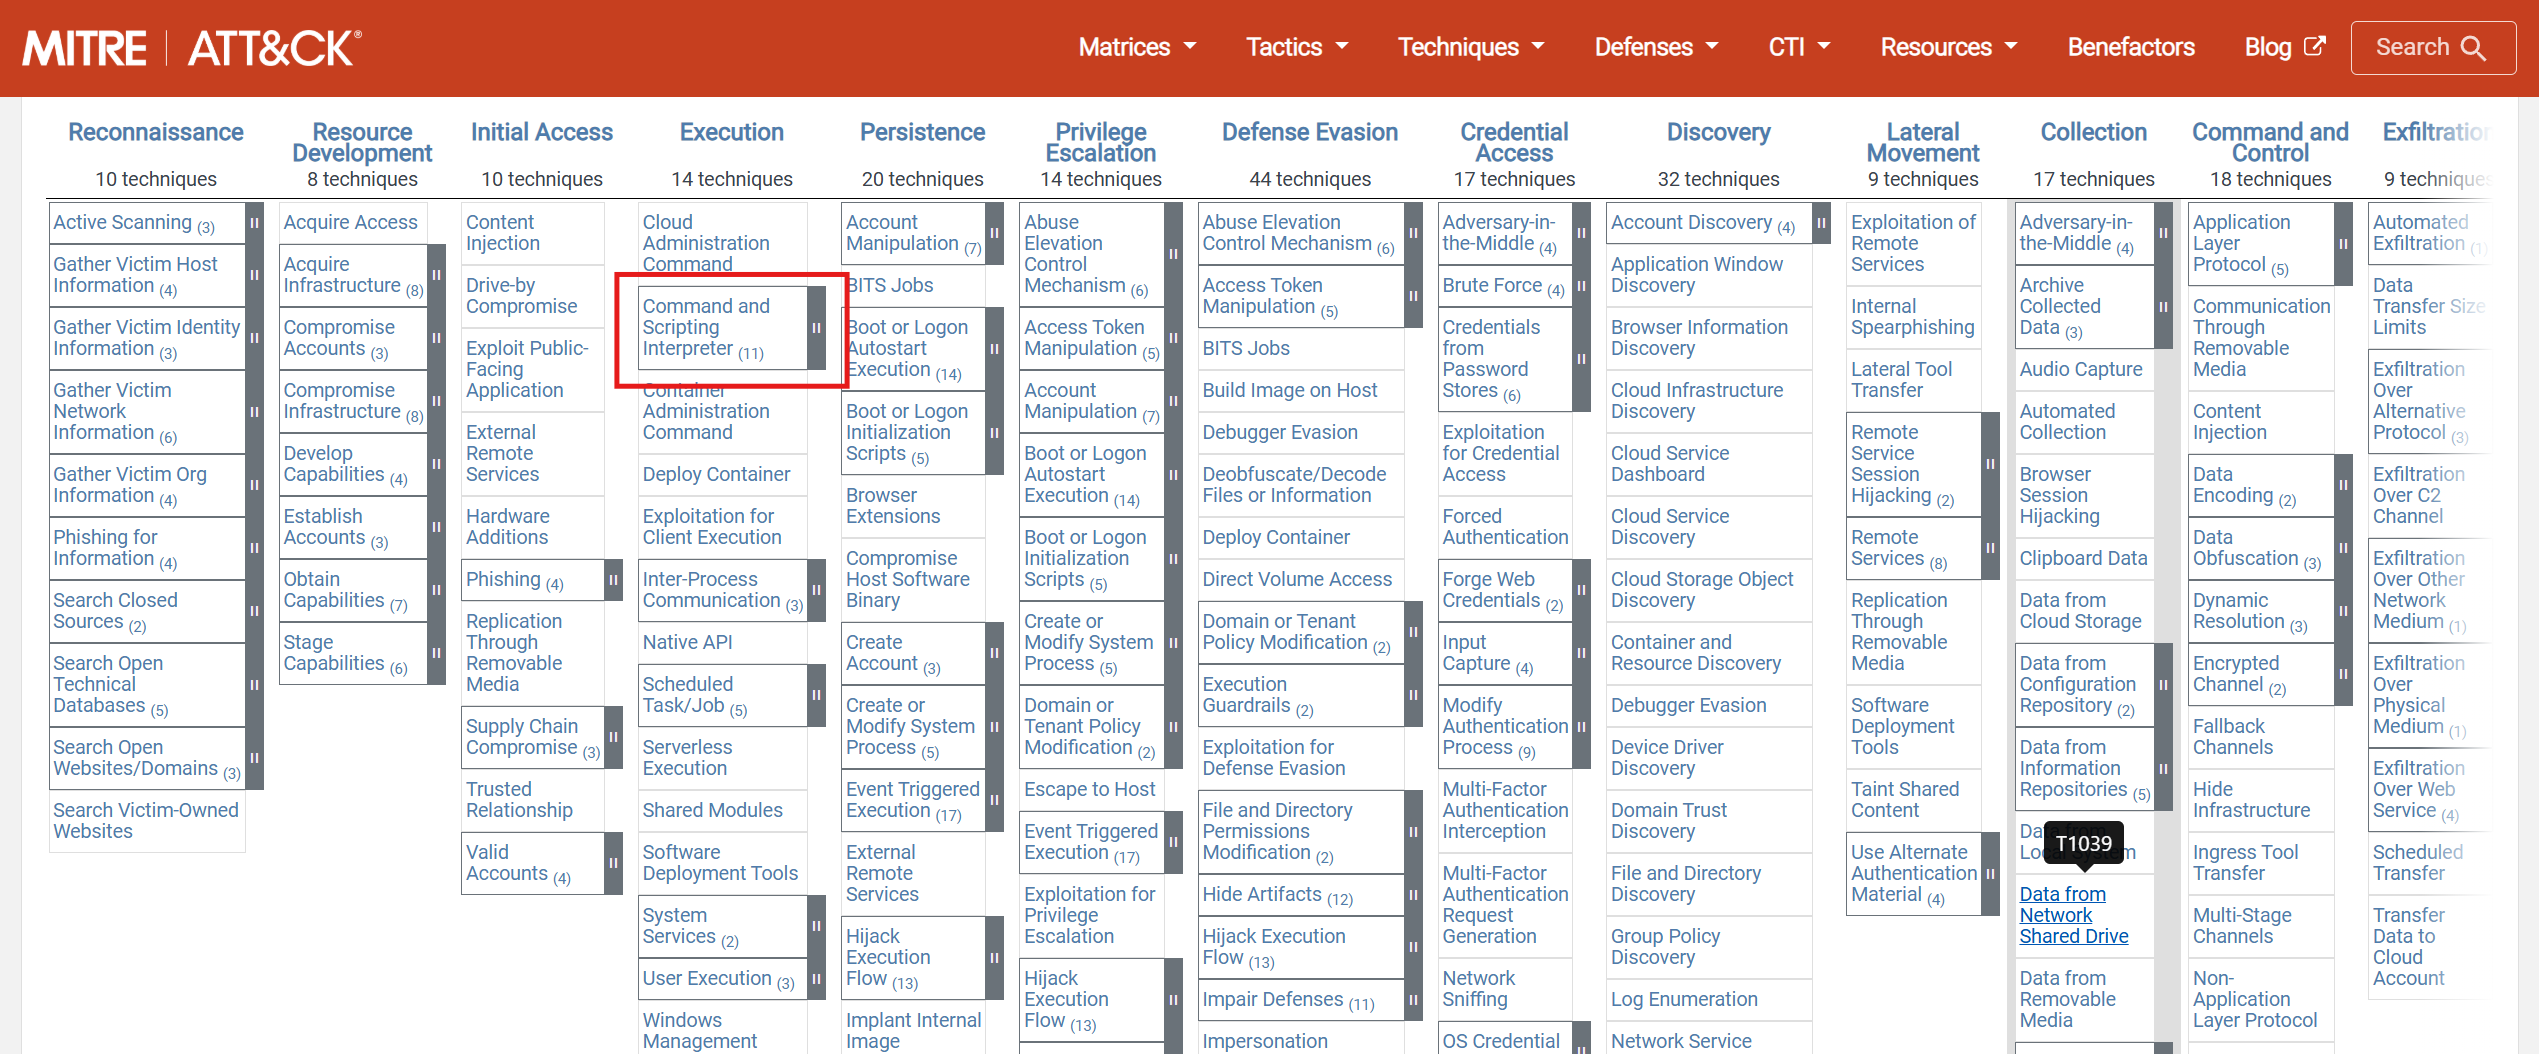 MITRE | ATT&CK®
Matrices
Tactics
Techniques
Defenses
CTI
Resources
Benefactors
Blog
Search
Reconnaissance
10 techniques
Active Scanning (3)
Gather Victim Host
Information (4)
Gather Victim Identity
Information (3)
Gather Victim
Network
Information (6)
Gather Victim Org
Information (4)
Phishing for
Information (4)
Search Closed
Sources (2)
Search Open
Technical
Databases (5)
Search Open
Websites/Domains (3)
Search Victim-Owned
Websites
Resource
Development
8 techniques
Acquire Access
Acquire
Infrastructure (8)
Compromise
Accounts (3)
Compromise
Infrastructure (8)
Develop
Capabilities (4)
Establish
Accounts (3)
Obtain
Capabilities (7)
Stage
Capabilities (6)
Initial Access
10 techniques
Content
Injection
Drive-by
Compromise
Exploit Public-
Facing
Application
External
Remote
Services
Hardware
Additions
Phishing (4)
Replication
Through
Removable
Media
Supply Chain
Compromise (3)
Trusted
Relationship
Valid
Accounts (4)
Execution
14 techniques
Cloud
Administration
Command
Command and
Scripting
Interpreter (11)
Container
Administration
Command
Deploy Container
Exploitation for
Client Execution
Inter-Process
Communication (3)
Native API
Scheduled
Task/Job (5)
Serverless
Execution
Shared Modules
Software
Deployment Tools
System
Services (2)
User Execution (3)
Windows
Management
Persistence
20 techniques
Account
Manipulation (7)
BITS Jobs
Boot or Logon
Autostart
Execution (14)
Boot or Logon
Initialization
Scripts (5)
Browser
Extensions
Compromise
Host Software
Binary
Create
Account (3)
Create or
Modify System
Process (5)
Event Triggered
Execution (17)
External
Remote
Services
Hijack
Execution
Flow (13)
Implant Internal
Image
Privilege
Escalation
14 techniques
Abuse
Elevation
Control
Mechanism (6)
Access Token
Manipulation (5)
Account
Manipulation (7)
Boot or Logon
Autostart
Execution (14)
Boot or Logon
Initialization
Scripts (5)
Create or
Modify System
Process (5)
Domain or
Tenant Policy
Modification (2)
Escape to Host
Event Triggered
Execution (17)
Exploitation for
Privilege
Escalation
Hijack
Execution
Flow (13)
Defense Evasion
44 techniques
Abuse Elevation
Control Mechanism (6)
Access Token
Manipulation (5)
BITS Jobs
Build Image on Host
Debugger Evasion
Deobfuscate/Decode
Files or Information
Deploy Container
Direct Volume Access
Domain or Tenant
Policy Modification (2)
Execution
Guardrails (2)
Exploitation for
Defense Evasion
File and Directory
Permissions
Modification (2)
Hide Artifacts (12)
Hijack Execution
Flow (13)
Impair Defenses (11)
Impersonation
Credential
Access
17 techniques
Adversary-in-
the-Middle (4)
Brute Force (4)
Credentials
from
Password
Stores (6)
Exploitation
for Credential
Access
Forced
Authentication
Forge Web
Credentials (2)
Input
Capture (4)
Modify
Authentication
Process (9)
Multi-Factor
Authentication
Interception
Multi-Factor
Authentication
Request
Generation
Network
Sniffing
OS Credential
Discovery
32 techniques
Account Discovery (4)
Application Window
Discovery
Browser Information
Discovery
Cloud Infrastructure
Discovery
Cloud Service
Dashboard
Cloud Service
Discovery
Cloud Storage Object
Discovery
Container and
Resource Discovery
Debugger Evasion
Device Driver
Discovery
Domain Trust
Discovery
File and Directory
Discovery
Group Policy
Discovery
Log Enumeration
Network Service
Lateral
Movement
9 techniques
Exploitation of
Remote
Services
Internal
Spearphishing
Lateral Tool
Transfer
Remote
Service
Session
Hijacking (2)
Remote
Services (8)
Replication
Through
Removable
Media
Software
Deployment
Tools
Taint Shared
Content
Use Alternate
Authentication
Material (4)
Collection
17 techniques
Adversary-in-
the-Middle (4)
Archive
Collected
Data (3)
Audio Capture
Automated
Collection
Browser
Session
Hijacking
Clipboard Data
Data from
Cloud Storage
Data from
Configuration
Repository (2)
Data from
Information
Repositories (5)
Data from
Local System
T1039
Data from
Network
Shared Drive
Data from
Removable
Media
Command and
Control
18 techniques
Application
Layer
Protocol (5)
Communication
Through
Removable
Media
Content
Injection
Data
Encoding (2)
Data
Obfuscation (3)
Dynamic
Resolution (3)
Encrypted
Channel (2)
Fallback
Channels
Hide
Infrastructure
Ingress Tool
Transfer
Multi-Stage
Channels
Non-
Application
Layer Protocol
Exfiltration
9 techniques
Automated
Exfiltration (1)
Data
Transfer Size
Limits
Exfiltration
Over
Alternative
Protocol (3)
Exfiltration
Over C2
Channel
Exfiltration
Over Other
Network
Medium (1)
Exfiltration
Over
Physical
Medium (1)
Exfiltration
Over Web
Service (4)
Scheduled
Transfer
Transfer
Data to
Cloud
Account